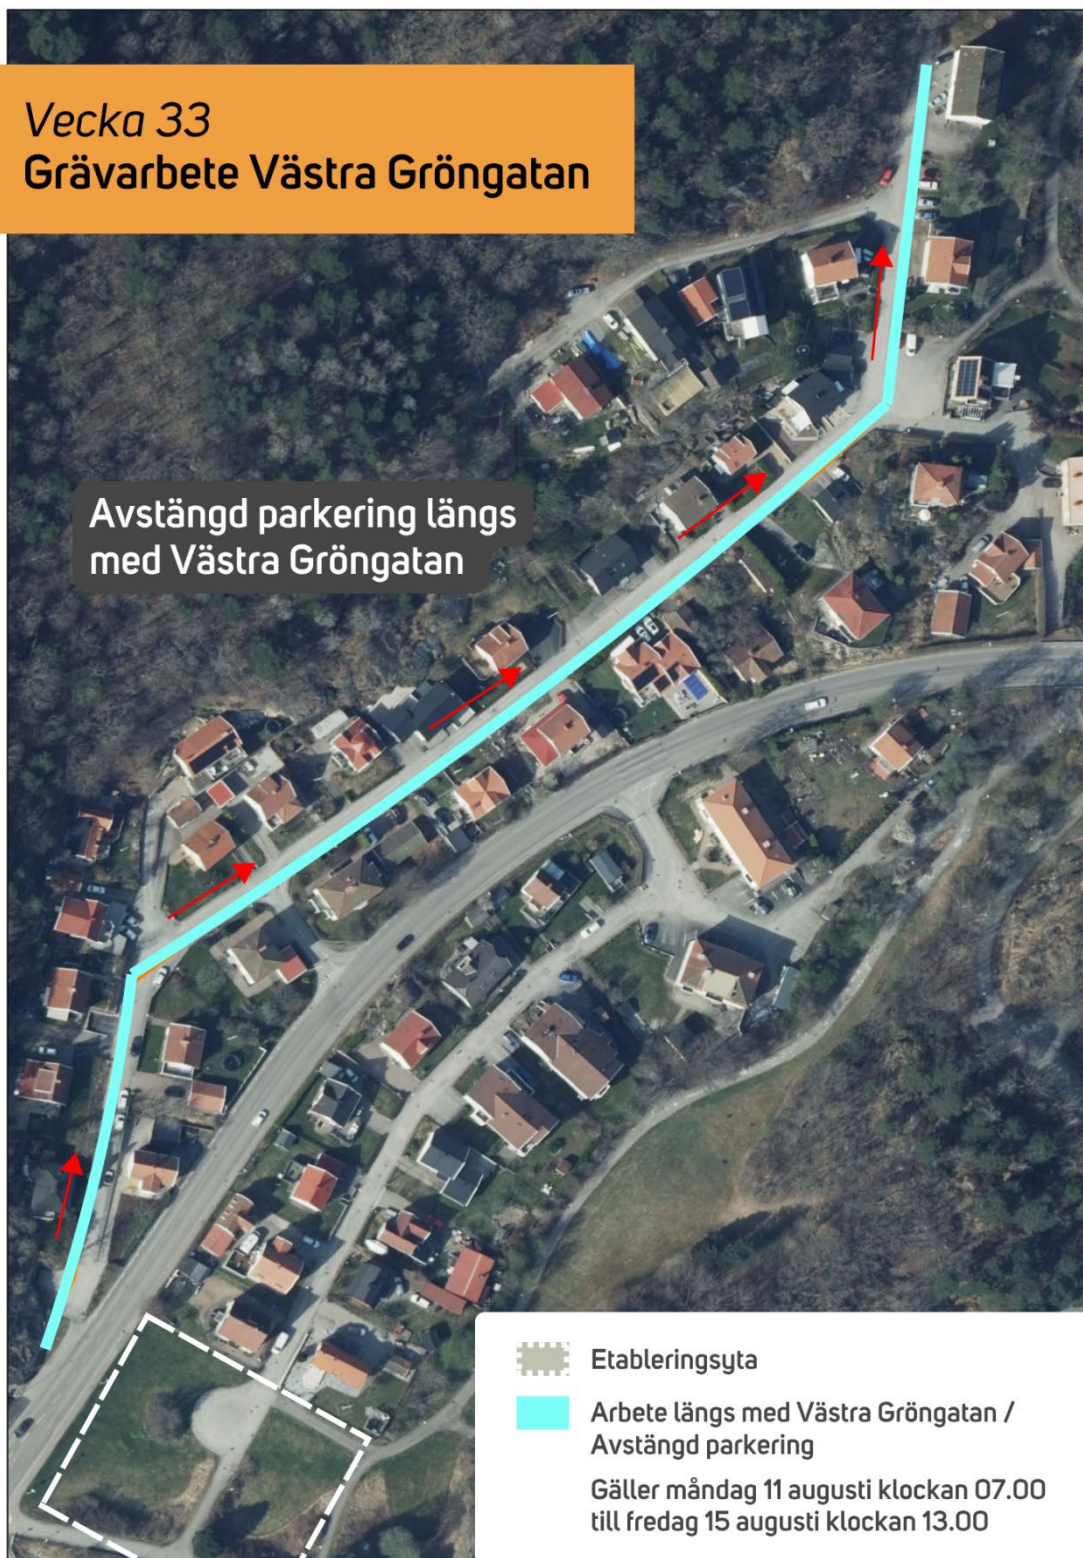 Vecka 33
Grävarbete Västra Gröngatan
Avstängd parkering längs
med Västra Gröngatan
Etableringsyta
Arbete längs med Västra Gröngatan /
Avstängd parkering
Gäller måndag 11 augusti klockan 07.00
till fredag 15 augusti klockan 13.00